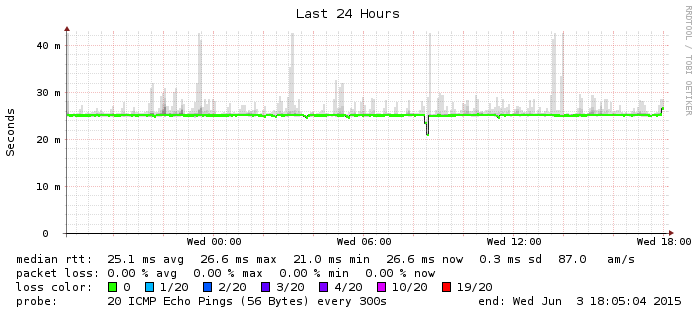 Last 24 Hours
RRDTOOL / TOBI OETIKER
Seconds
40 m
30 m
20 m
10 m
0
Wed 00:00 Wed 06:00 Wed 12:00 Wed 18:00
median rtt: 25.1 ms avg 26.6 ms max 21.0 ms min 26.6 ms now 0.3 ms sd 87.0 am/s
packet loss: 0.00 % avg 0.00 % max 0.00 % min 0.00 % now
loss color: 0 1/20 2/20 3/20 4/20 10/20 19/20
probe: 20 ICMP Echo Pings (56 Bytes) every 300s end: Wed Jun 3 18:05:04 2015